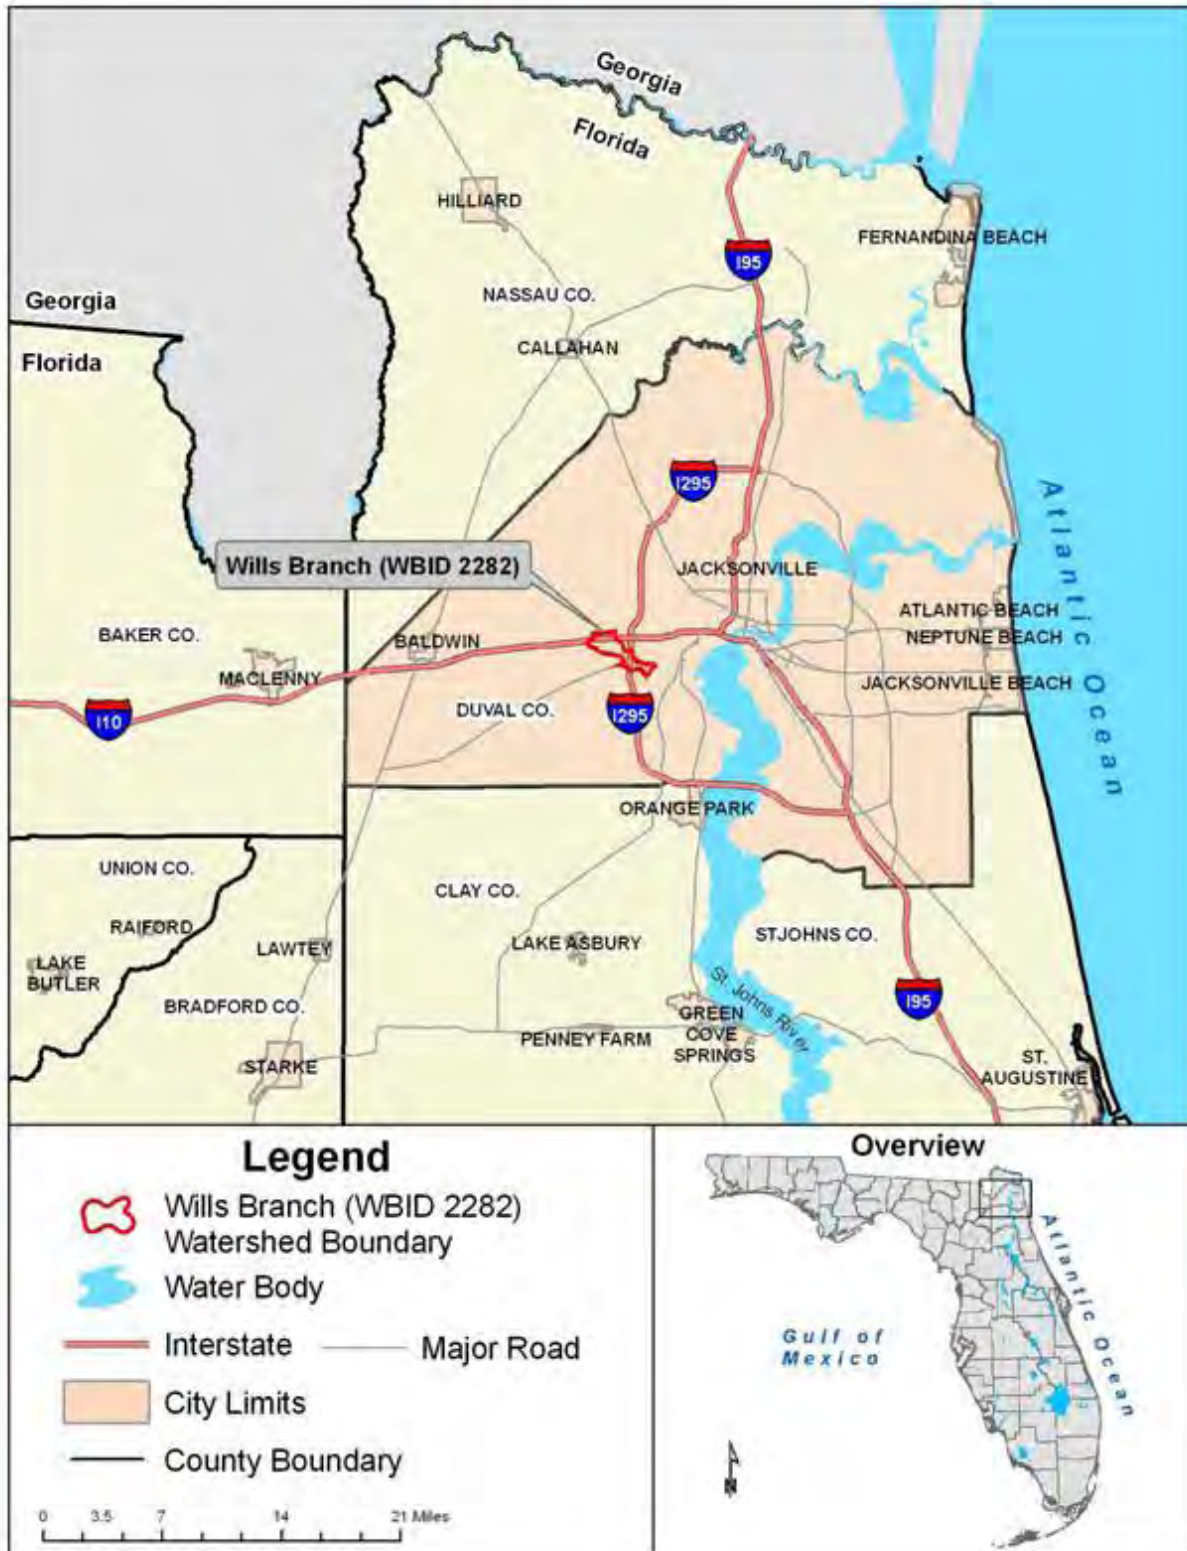 Georgia
Florida
HILLIARD
FERNANDINA BEACH
I95
NASSAU CO.
Georgia
CALLAHAN
Florida
I295
Atlantic Ocean
Wills Branch (WBID 2282)
JACKSONVILLE
ATLANTIC BEACH
BAKER CO.
BALDWIN
NEPTUNE BEACH
MACLENNY
JACKSONVILLE BEACH
I10
DUVAL CO.
I295
ORANGE PARK
UNION CO.
CLAY CO.
RAIFORD
LAWTEY
LAKE ASBURY
STJOHNS CO.
LAKE
BUTLER
BRADFORD CO.
St. Johns River
I95
PENNEY FARM
GREEN
COVE
SPRINGS
STARKE
ST.
AUGUSTINE
Legend
Wills Branch (WBID 2282)
Watershed Boundary
Water Body
Interstate
Major Road
City Limits
County Boundary
0 3.5 7 14 21 Miles
Overview
Atlantic Ocean
Gulf of
Mexico
N